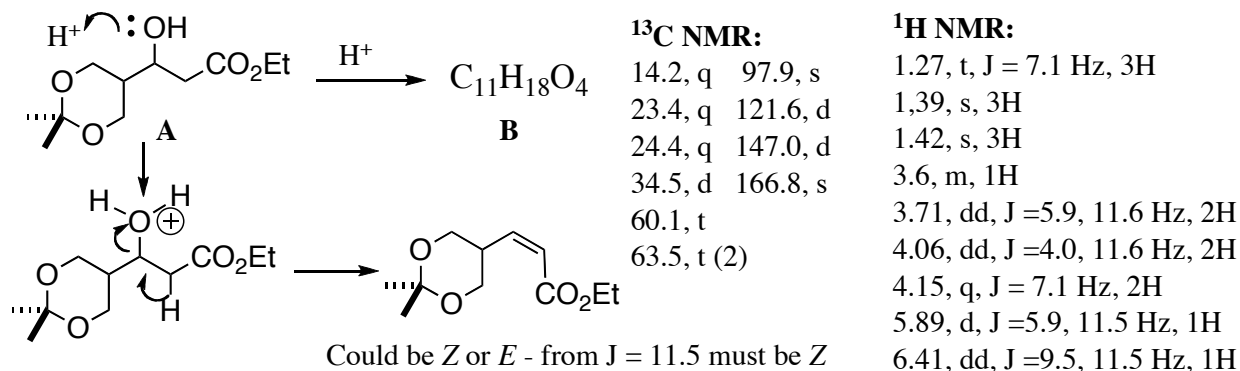 H⁺
:OH
CO₂Et
O
O
A
H⁺
C₁₁H₁₈O₄
B
¹³C NMR:
14.2, q 97.9, s
23.4, q 121.6, d
24.4, q 147.0, d
34.5, d 166.8, s
60.1, t
63.5, t (2)
¹H NMR:
1.27, t, J = 7.1 Hz, 3H
1,39, s, 3H
1.42, s, 3H
3.6, m, 1H
3.71, dd, J =5.9, 11.6 Hz, 2H
4.06, dd, J =4.0, 11.6 Hz, 2H
4.15, q, J = 7.1 Hz, 2H
5.89, d, J =5.9, 11.5 Hz, 1H
6.41, dd, J =9.5, 11.5 Hz, 1H
H H
O +
CO₂Et
O
H
O
O
O
CO₂Et
Could be Z or E - from J = 11.5 must be Z